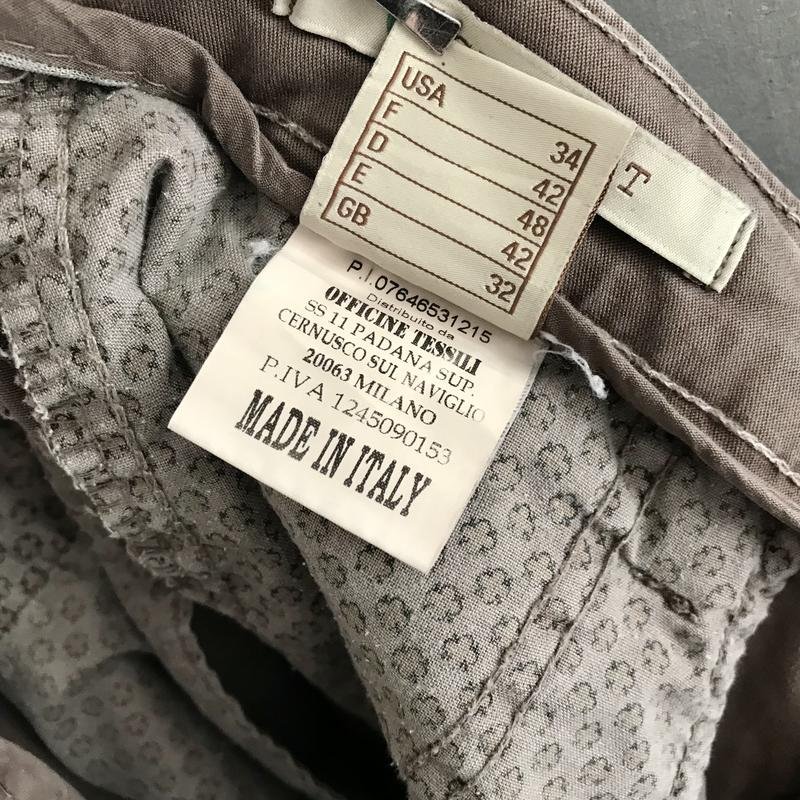 USA 34
F 42
D 48
E 42
GB 32
T
P.I.07646531215
Distribuito da
OFFICINE TESSILI
SS 11 PADANA SUP.
CERNUSCO SUL NAVIGLIO
20063 MILANO
P.IVA 1245090153
MADE IN ITALY